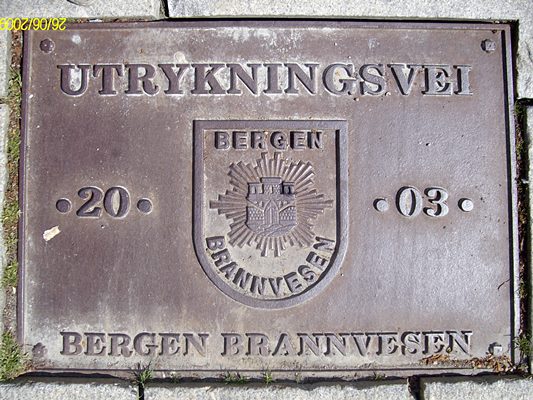 26/06/2009
UTRYKNINGSVEI
BERGEN
• 20 •
• 03 •
BRANNVESEN
BERGEN BRANNVESEN